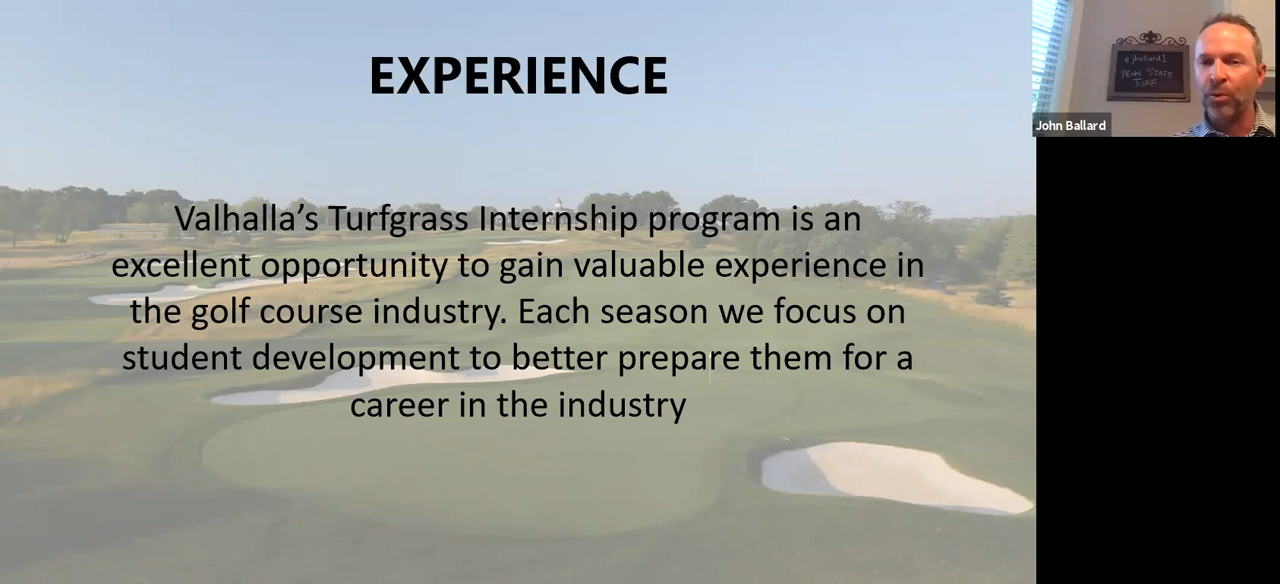 EXPERIENCE
Valhalla’s Turfgrass Internship program is an
excellent opportunity to gain valuable experience in
the golf course industry. Each season we focus on
student development to better prepare them for a
career in the industry
ejballard1
PENN STATE
TURF
John Ballard